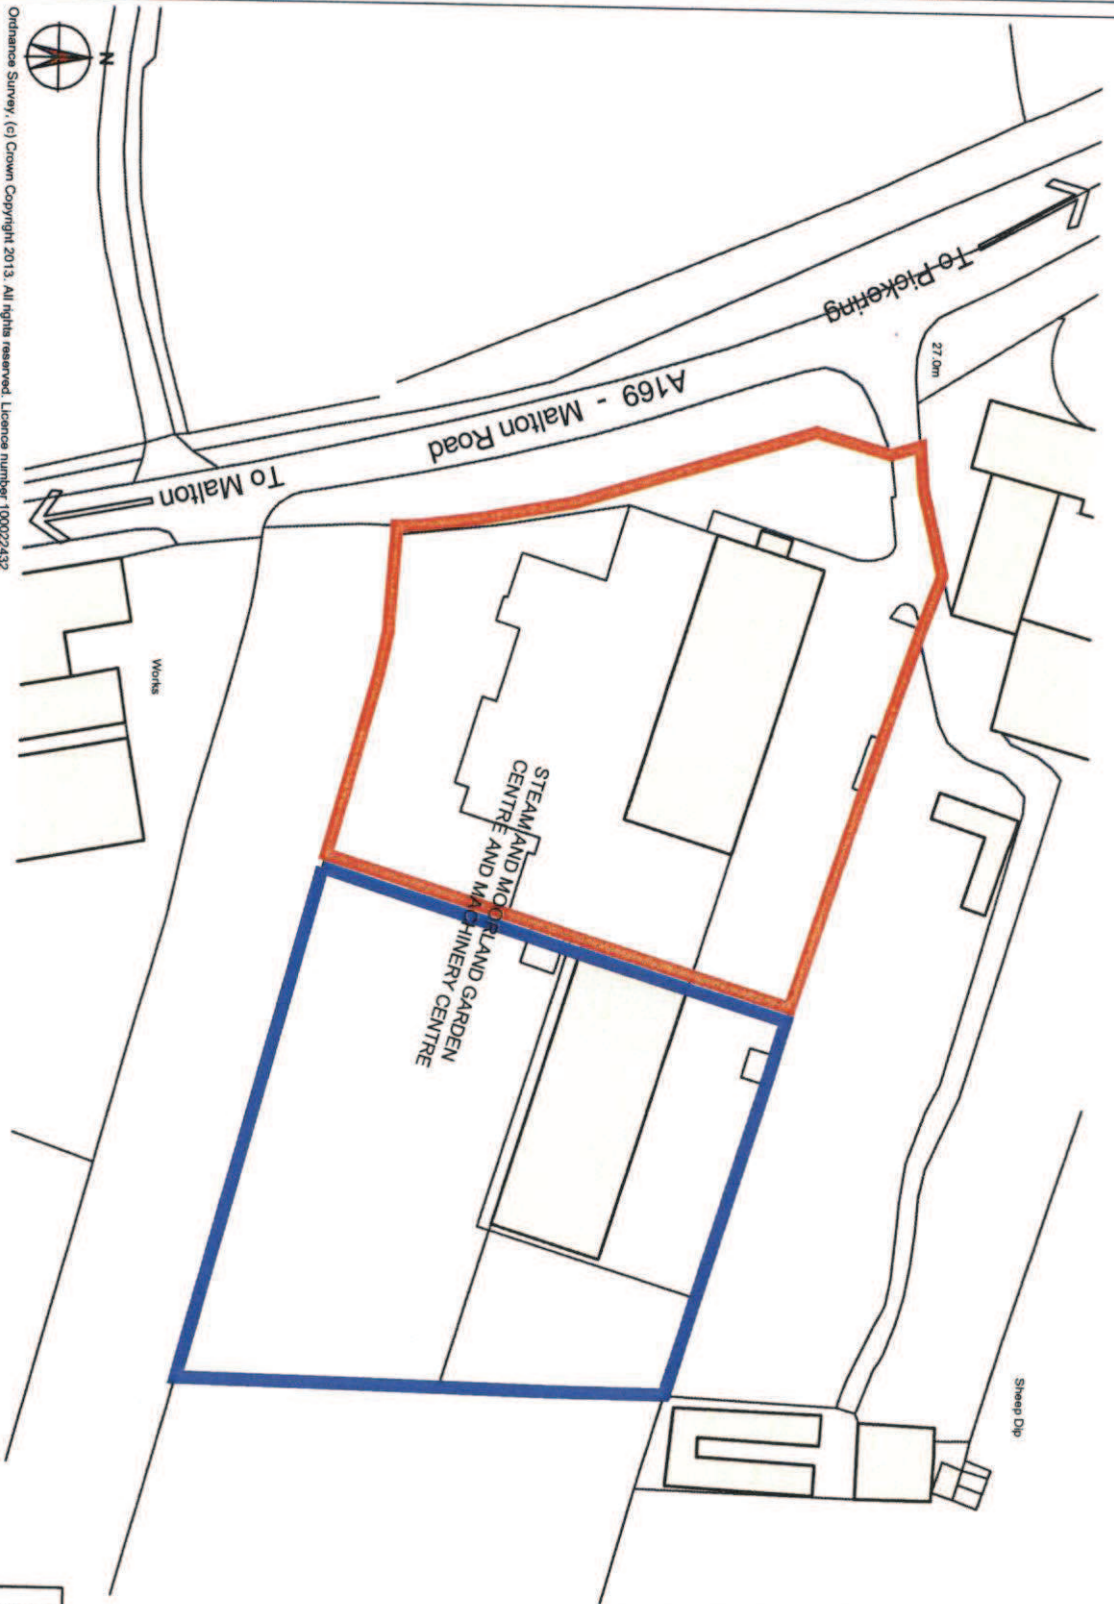 N
To Pickering
27.0m
A169 - Malton Road
To Malton
Works
STEAM AND MOORLAND GARDEN
CENTRE AND MACHINERY CENTRE
Sheep Dip
Ordnance Survey, (c) Crown Copyright 2013. All rights reserved. Licence number 100022432